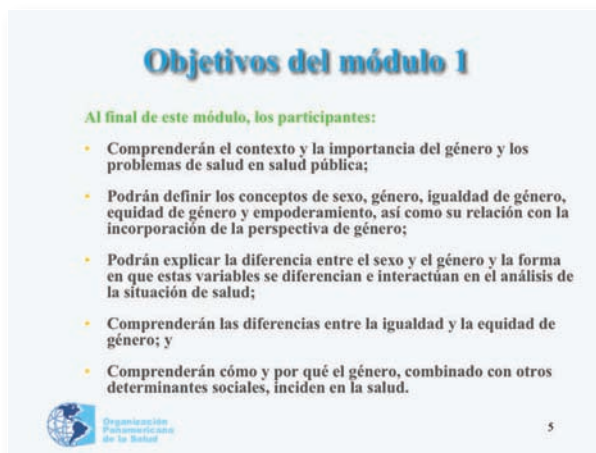 Objetivos del módulo 1
Al final de este módulo, los participantes:
• Comprenderán el contexto y la importancia del género y los
problemas de salud en salud pública;
• Podrán definir los conceptos de sexo, género, igualdad de género,
equidad de género y empoderamiento, así como su relación con la
incorporación de la perspectiva de género;
• Podrán explicar la diferencia entre el sexo y el género y la forma
en que estas variables se diferencian e interactúan en el análisis de
la situación de salud;
• Comprenderán las diferencias entre la igualdad y la equidad de
género; y
• Comprenderán cómo y por qué el género, combinado con otros
determinantes sociales, inciden en la salud.
Organización
Panamericana
de la Salud
5